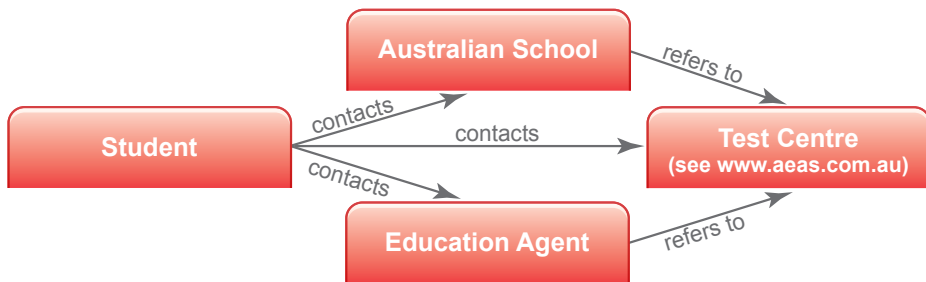 Australian School
refers to
contacts
Student
contacts
Test Centre
(see www.aeas.com.au)
contacts
Education Agent
refers to